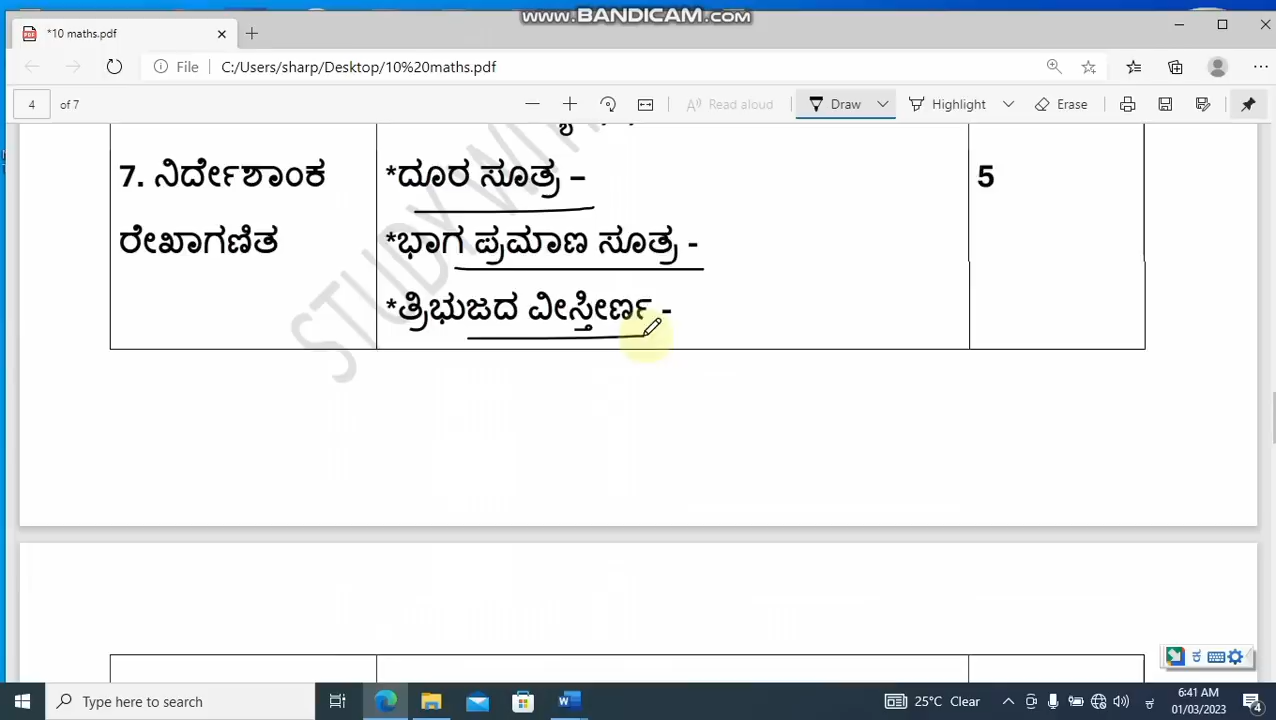 www.BANDICAM.com
*10 maths.pdf
File C:/Users/sharp/Desktop/10%20maths.pdf
4 of 7 Read aloud Draw Highlight Erase
7. ನಿರ್ದೇಶಾಂಕ *ದೂರ ಸೂತ್ರ – 5
ರೇಖಾಗಣಿತ *ಭಾಗ ಪ್ರಮಾಣ ಸೂತ್ರ -
*ತ್ರಿಭುಜದ ವೀಸ್ತೀರ್ಣ -
ಕ
Type here to search 25°C Clear 6:41 AM
01/03/2023 4